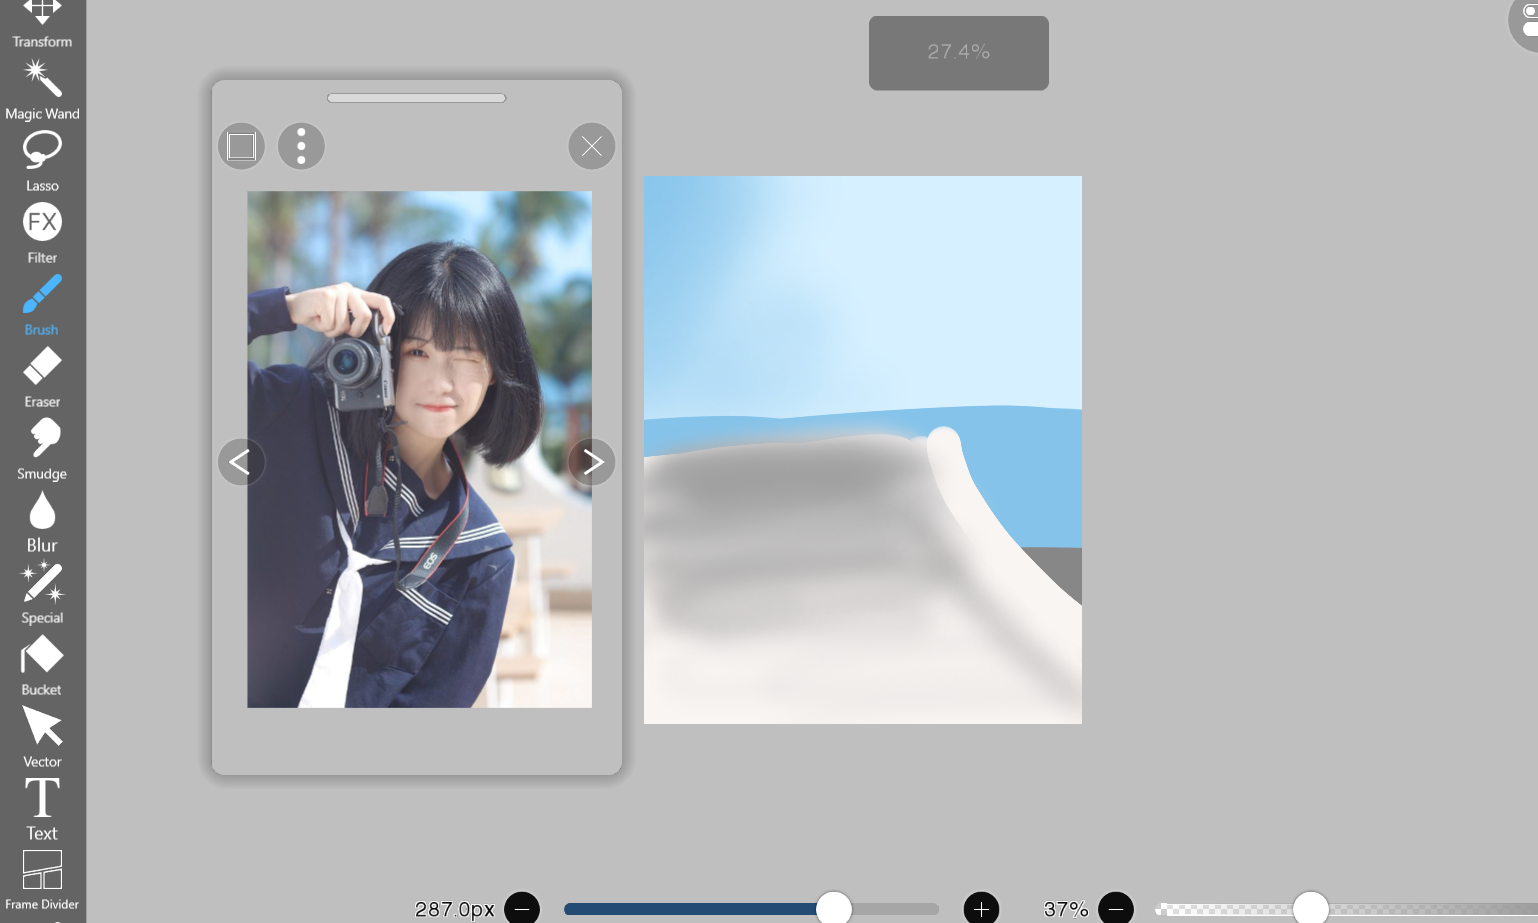 Transform
Magic Wand
Lasso
FX
Filter
Brush
Eraser
Smudge
Blur
Special
Bucket
Vector
T
Text
Frame Divider
27.4%
EOS
287.0px
37%